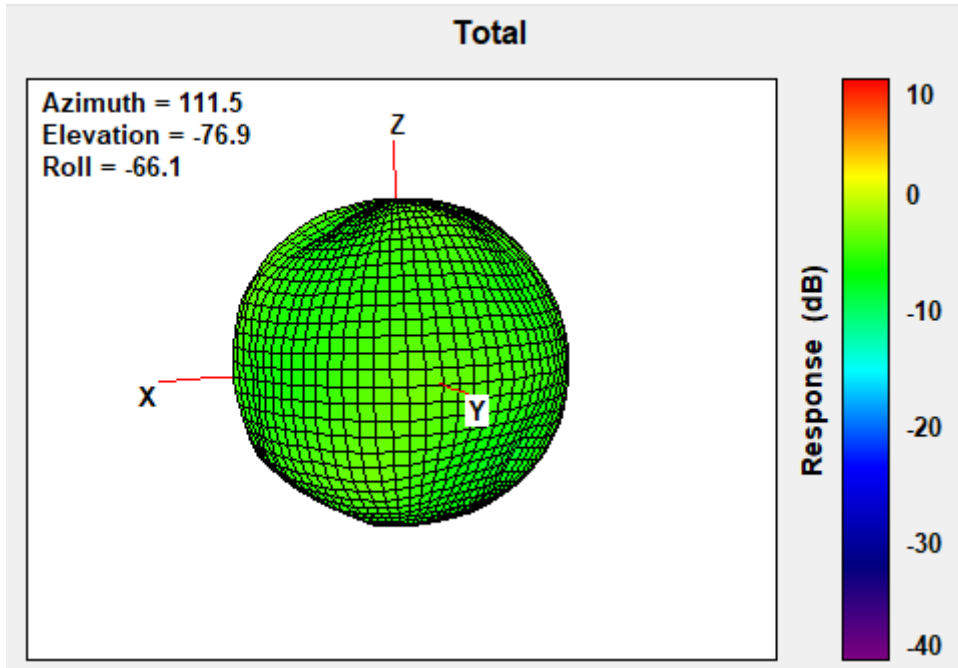 Total
Azimuth = 111.5
Elevation = -76.9
Roll = -66.1
Z
X
Y
10
0
-10
-20
-30
-40
Response (dB)